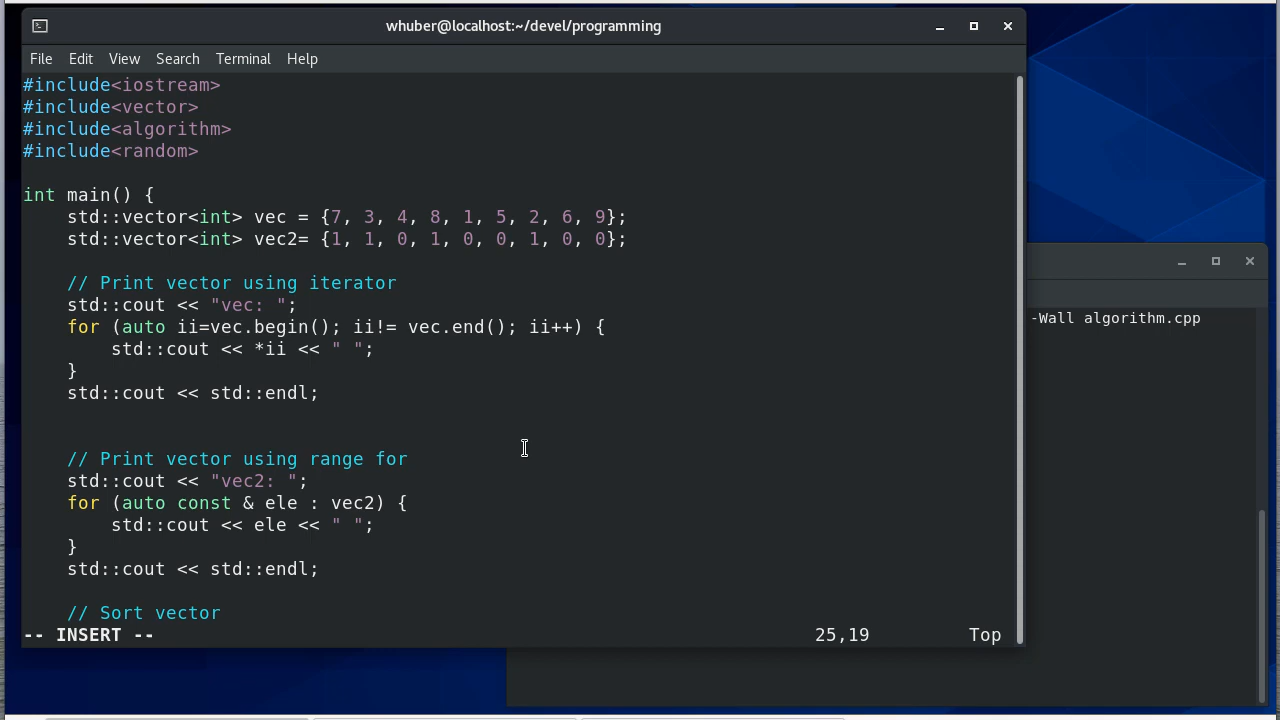 whuber@localhost:~/devel/programming
File Edit View Search Terminal Help
#include<iostream>
#include<vector>
#include<algorithm>
#include<random>
int main() {
    std::vector<int> vec = {7, 3, 4, 8, 1, 5, 2, 6, 9};
    std::vector<int> vec2= {1, 1, 0, 1, 0, 0, 1, 0, 0};
    // Print vector using iterator
    std::cout << "vec: ";
    for (auto ii=vec.begin(); ii!= vec.end(); ii++) {
        std::cout << *ii << " ";
    }
    std::cout << std::endl;
    // Print vector using range for
    std::cout << "vec2: ";
    for (auto const & ele : vec2) {
        std::cout << ele << " ";
    }
    std::cout << std::endl;
    // Sort vector
-- INSERT -- 25,19 Top
-Wall algorithm.cpp